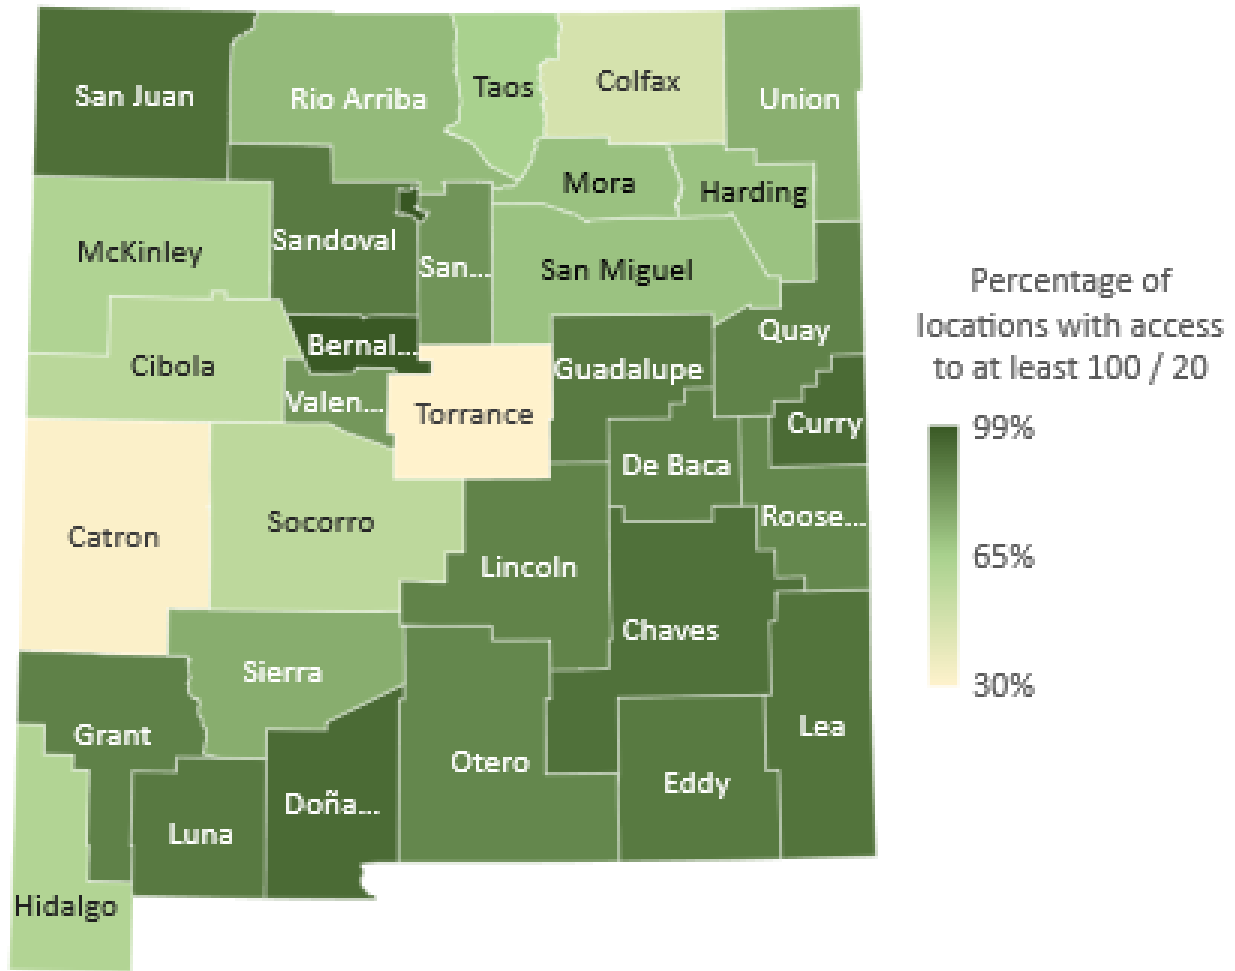 San Juan
Rio Arriba
Taos
Colfax
Union
Mora
Harding
McKinley
Sandoval
San...
San Miguel
Quay
Cibola
Bernal...
Guadalupe
Valen...
Torrance
Curry
De Baca
Catron
Socorro
Roose...
Lincoln
Chaves
Sierra
Grant
Otero
Lea
Eddy
Doña...
Luna
Hidalgo
Percentage of
locations with access
to at least 100 / 20
99%
65%
30%